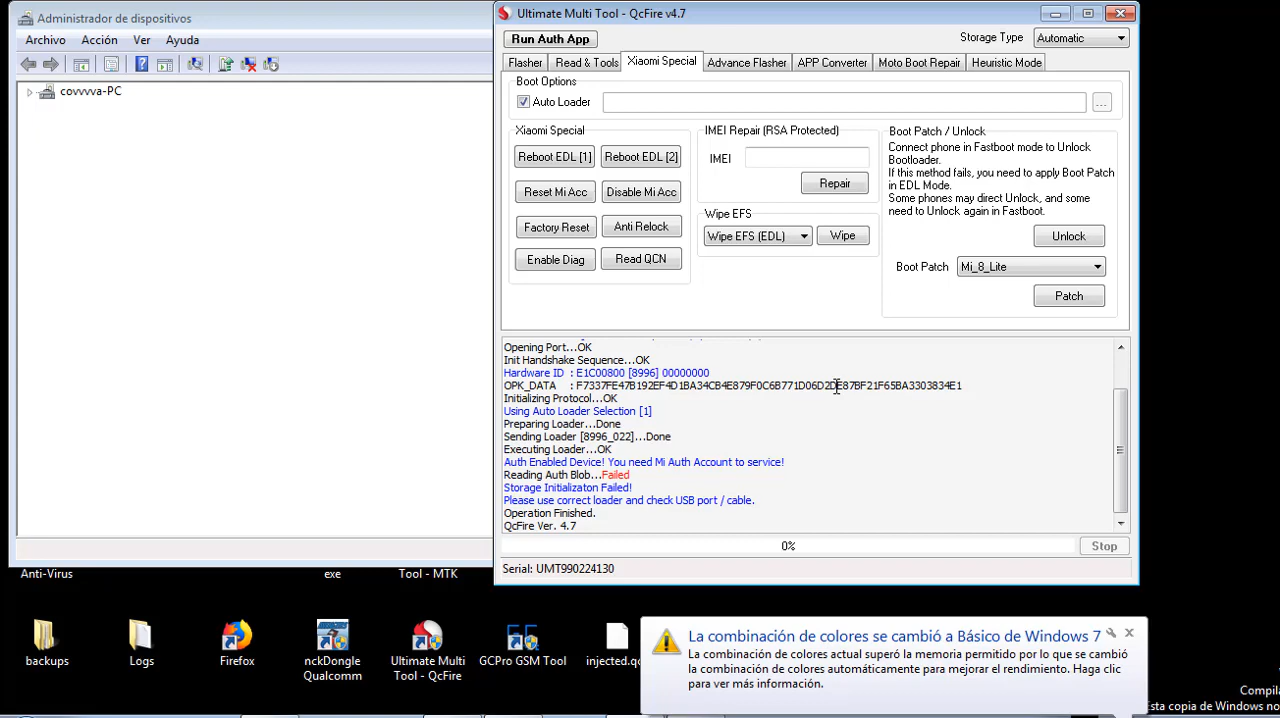 Administrador de dispositivos
Archivo Acción Ver Ayuda
covvvva-PC
Ultimate Multi Tool - QcFire v4.7
Run Auth App
Storage Type Automatic
Flasher Read & Tools Xiaomi Special Advance Flasher APP Converter Moto Boot Repair Heuristic Mode
Boot Options
Auto Loader ...
Xiaomi Special
Reboot EDL [1] Reboot EDL [2]
Reset Mi Acc Disable Mi Acc
Factory Reset Anti Relock
Enable Diag Read QCN
IMEI Repair (RSA Protected)
IMEI
Repair
Wipe EFS
Wipe EFS (EDL) Wipe
Boot Patch / Unlock
Connect phone in Fastboot mode to Unlock
Bootloader.
If this method fails, you need to apply Boot Patch
in EDL Mode.
Some phones may direct Unlock, and some
need to Unlock again in Fastboot.
Unlock
Boot Patch Mi_8_Lite
Patch
Opening Port...OK
Init Handshake Sequence...OK
Hardware ID : E1C00800 [8996] 00000000
OPK_DATA : F7337FE47B192EF4D1BA34CB4E879F0C6B771D06D2DE87BF21F65BA3303834E1
Initializing Protocol...OK
Using Auto Loader Selection [1]
Preparing Loader...Done
Sending Loader [8996_022]...Done
Executing Loader...OK
Auth Enabled Device! You need Mi Auth Account to service!
Reading Auth Blob...Failed
Storage Initializaton Failed!
Please use correct loader and check USB port / cable.
Operation Finished.
QcFire Ver. 4.7
0% Stop
Serial: UMT990224130
Anti-Virus
exe
Tool - MTK
backups
Logs
Firefox
nckDongle
Qualcomm
Ultimate Multi
Tool - QcFire
GCPro GSM Tool
injected.qc
La combinación de colores se cambió a Básico de Windows 7
La combinación de colores actual superó la memoria permitido por lo que se cambió
la combinación de colores automáticamente para mejorar el rendimiento. Haga clic
para ver más información.
Compila
Esta copia de Windows no